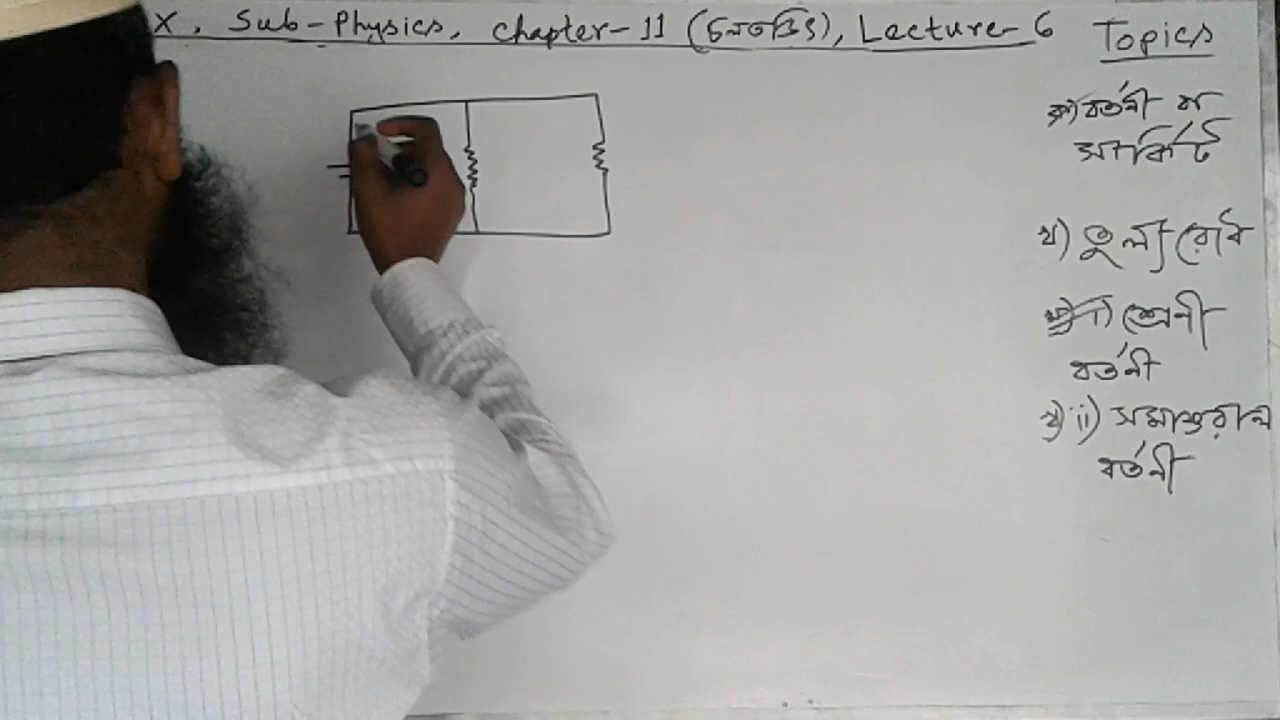 X, Sub-Physics, Chapter-11 (চলতড়িৎ), Lecture-6
Topics
ক) বর্তনী বা
সার্কিট
খ) তুল্য রোধ
i) শ্রেণী
বর্তনী
খ) ii) সমান্তরাল
বর্তনী